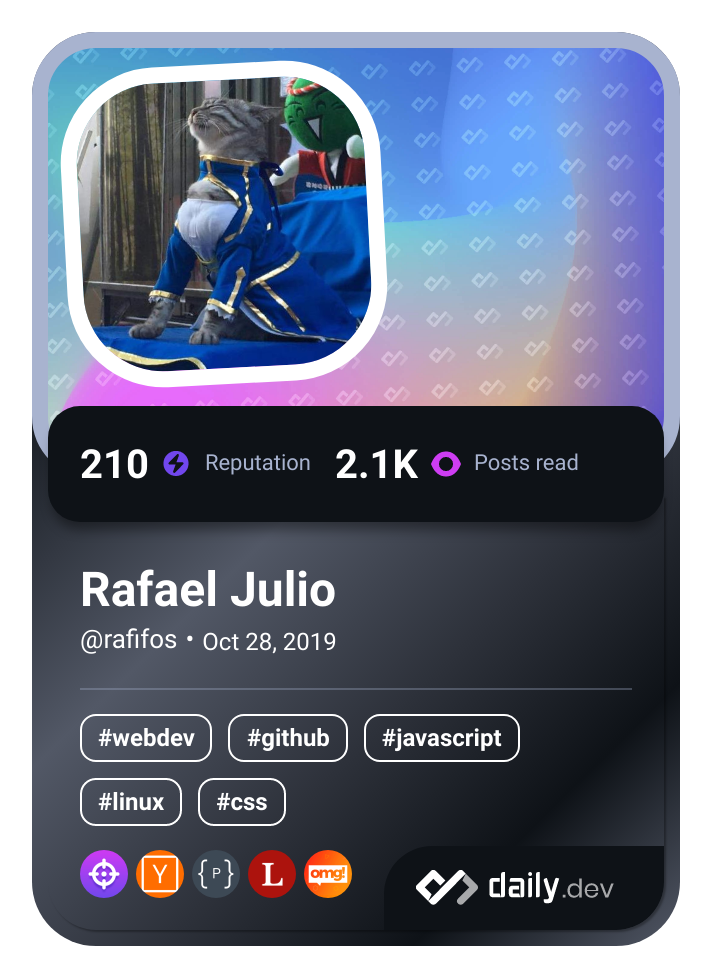 210 Reputation 2.1K Posts read
Rafael Julio
@rafifos • Oct 28, 2019
#webdev #github #javascript
#linux #css
Y {P} L omg!
daily.dev